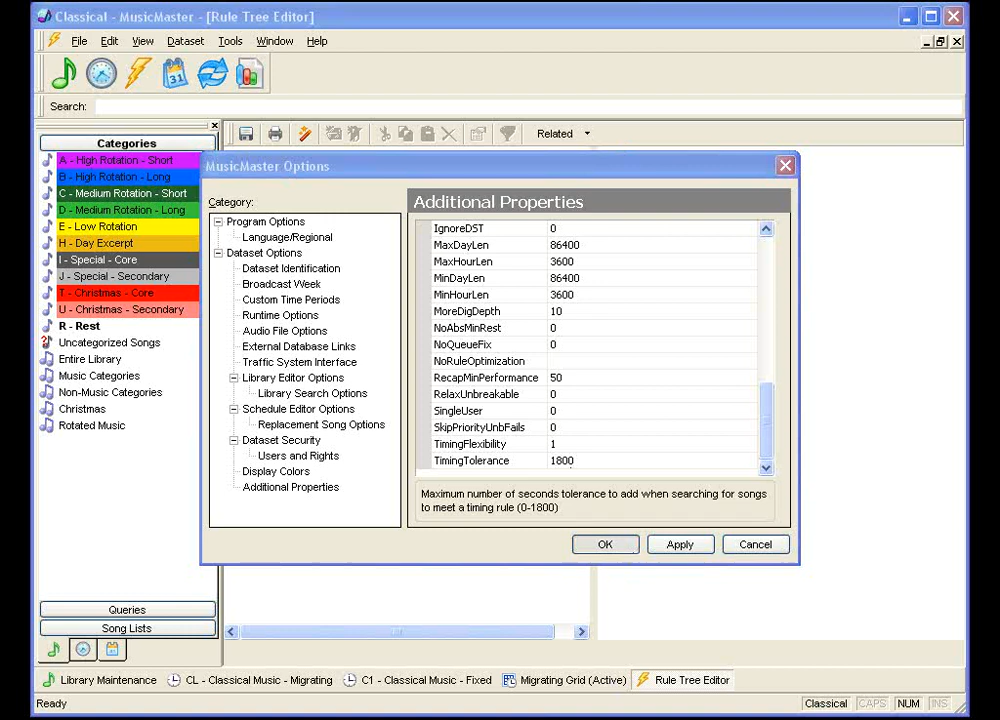 Classical - MusicMaster - [Rule Tree Editor]
File Edit View Dataset Tools Window Help
Search:
Related
Categories
A - High Rotation - Short
B - High Rotation - Long
C - Medium Rotation - Short
D - Medium Rotation - Long
E - Low Rotation
H - Day Excerpt
I - Special - Core
J - Special - Secondary
T - Christmas - Core
U - Christmas - Secondary
R - Rest
Uncategorized Songs
Entire Library
Music Categories
Non-Music Categories
Christmas
Rotated Music
Queries
Song Lists
MusicMaster Options
Category:
Program Options
Language/Regional
Dataset Options
Dataset Identification
Broadcast Week
Custom Time Periods
Runtime Options
Audio File Options
External Database Links
Traffic System Interface
Library Editor Options
Library Search Options
Schedule Editor Options
Replacement Song Options
Dataset Security
Users and Rights
Display Colors
Additional Properties
Additional Properties
IgnoreDST 0
MaxDayLen 86400
MaxHourLen 3600
MinDayLen 86400
MinHourLen 3600
MoreDigDepth 10
NoAbsMinRest 0
NoQueueFix 0
NoRuleOptimization
RecapMinPerformance 50
RelaxUnbreakable 0
SingleUser 0
SkipPriorityUnbFails 0
TimingFlexibility 1
TimingTolerance 1800
Maximum number of seconds tolerance to add when searching for songs
to meet a timing rule (0-1800)
OK Apply Cancel
Library Maintenance CL - Classical Music - Migrating C1 - Classical Music - Fixed Migrating Grid (Active) Rule Tree Editor
Ready Classical CAPS NUM INS